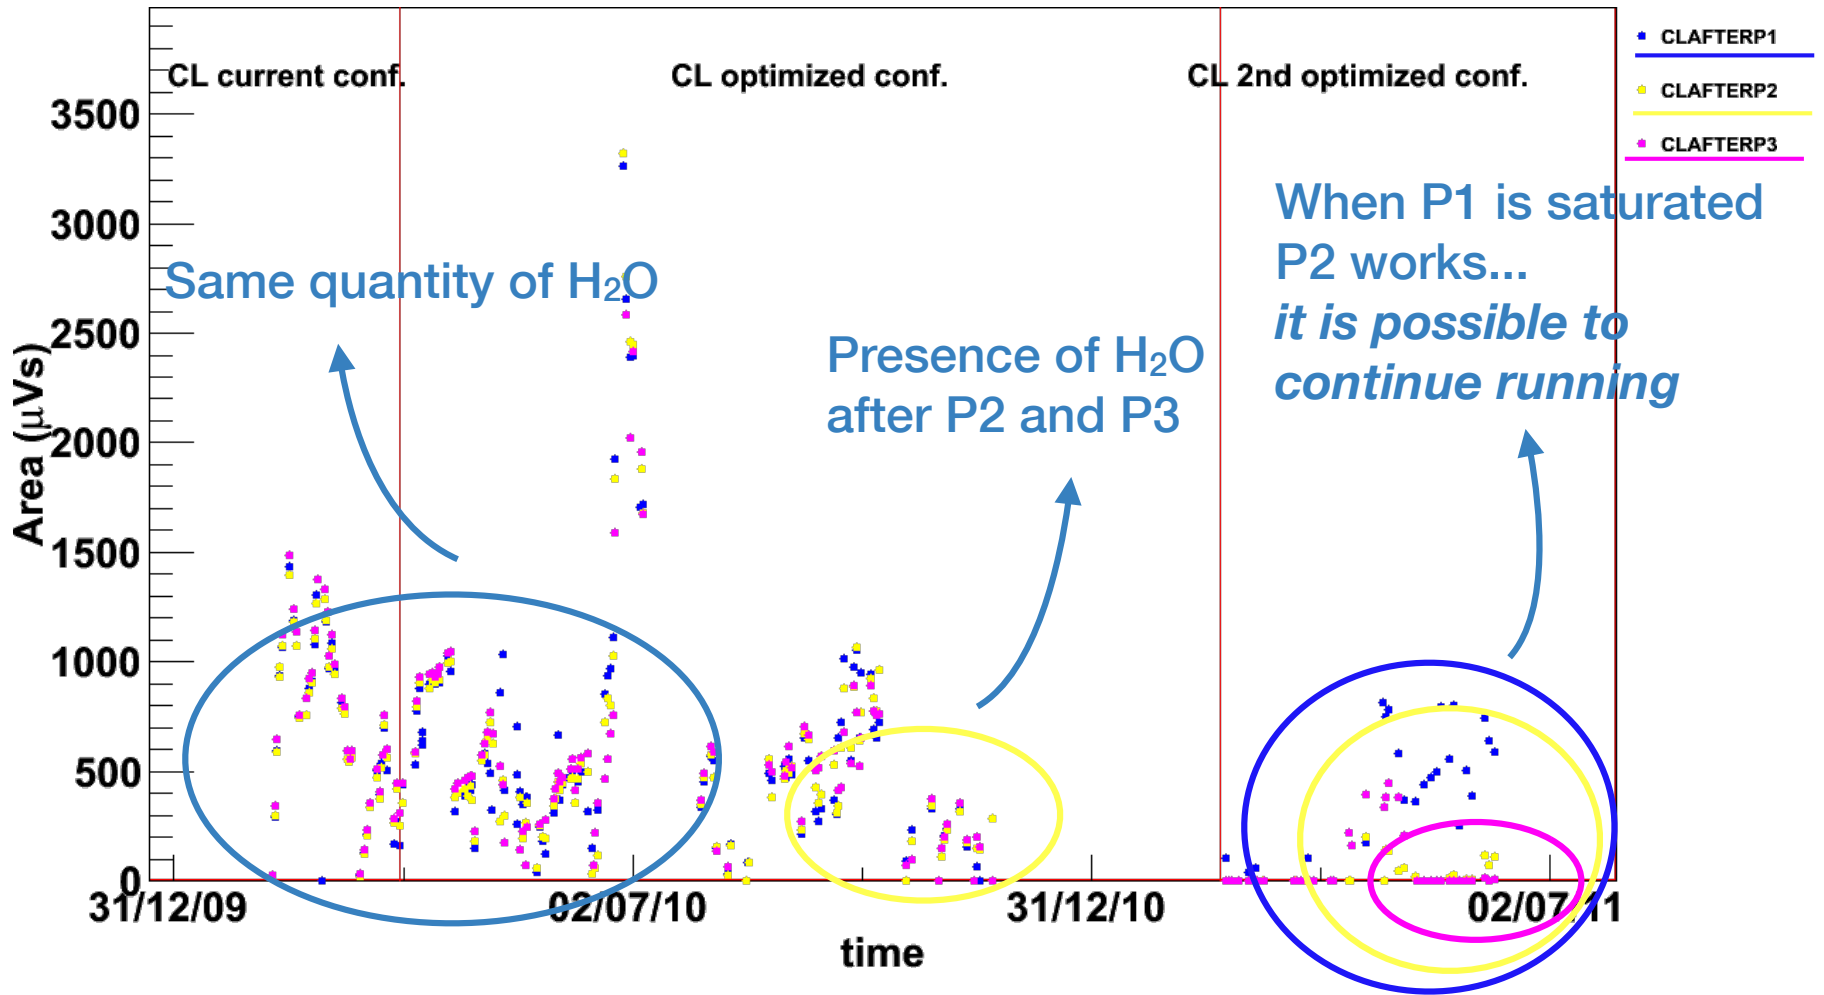 CL current conf.
CL optimized conf.
CL 2nd optimized conf.
CLAFTERP1
CLAFTERP2
CLAFTERP3
When P1 is saturated
P2 works...
it is possible to
continue running
Same quantity of H₂O
Presence of H₂O
after P2 and P3
Area (μVs)
3500
3000
2500
2000
1500
1000
500
0
31/12/09
02/07/10
31/12/10
02/07/11
time